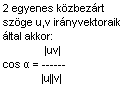 2 egyenes közbezárt
szöge u,v irányvektoraik
által akkor:
|uv|
cos α = ------
|u||v|